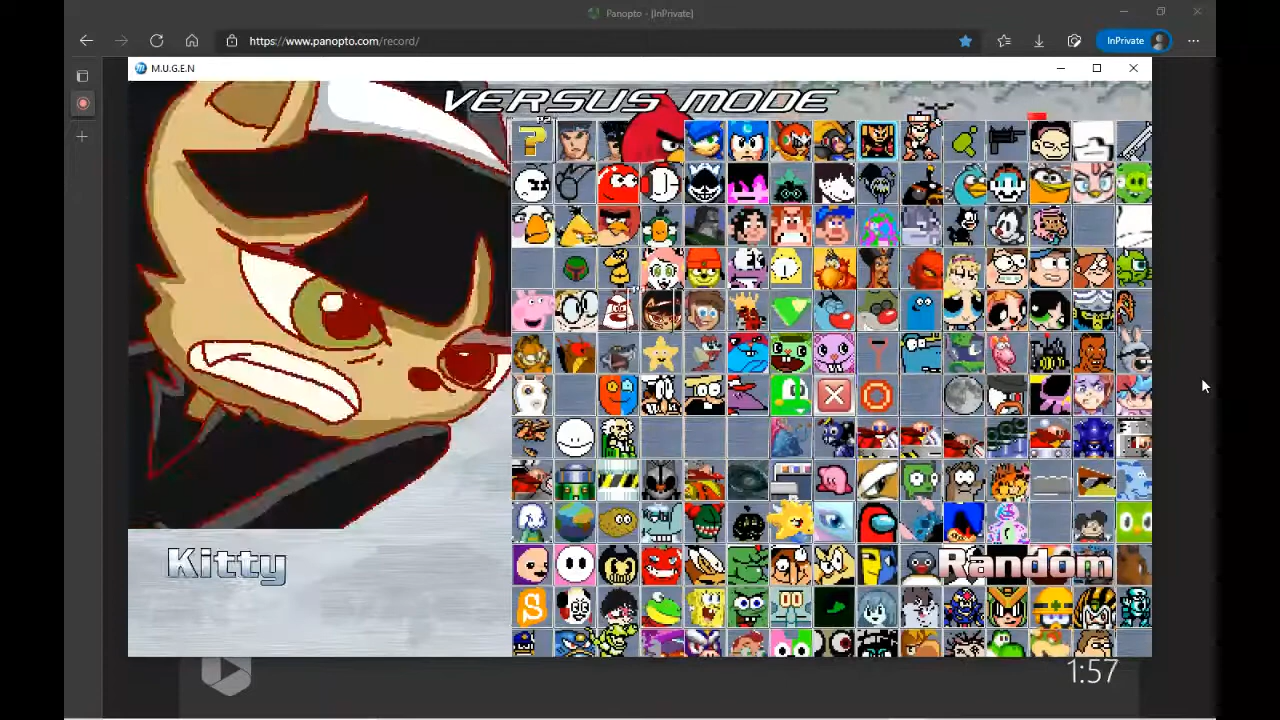 Panopto - [InPrivate]
https://www.panopto.com/record/
InPrivate
M.U.G.E.N
VERSUS MODE
?
S
Kitty
Random
1:57